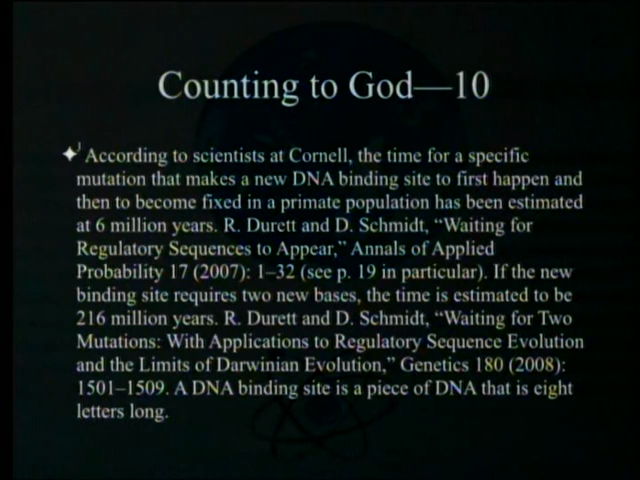 Counting to God—10
According to scientists at Cornell, the time for a specific
mutation that makes a new DNA binding site to first happen and
then to become fixed in a primate population has been estimated
at 6 million years. R. Durett and D. Schmidt, “Waiting for
Regulatory Sequences to Appear,” Annals of Applied
Probability 17 (2007): 1–32 (see p. 19 in particular). If the new
binding site requires two new bases, the time is estimated to be
216 million years. R. Durett and D. Schmidt, “Waiting for Two
Mutations: With Applications to Regulatory Sequence Evolution
and the Limits of Darwinian Evolution,” Genetics 180 (2008):
1501–1509. A DNA binding site is a piece of DNA that is eight
letters long.